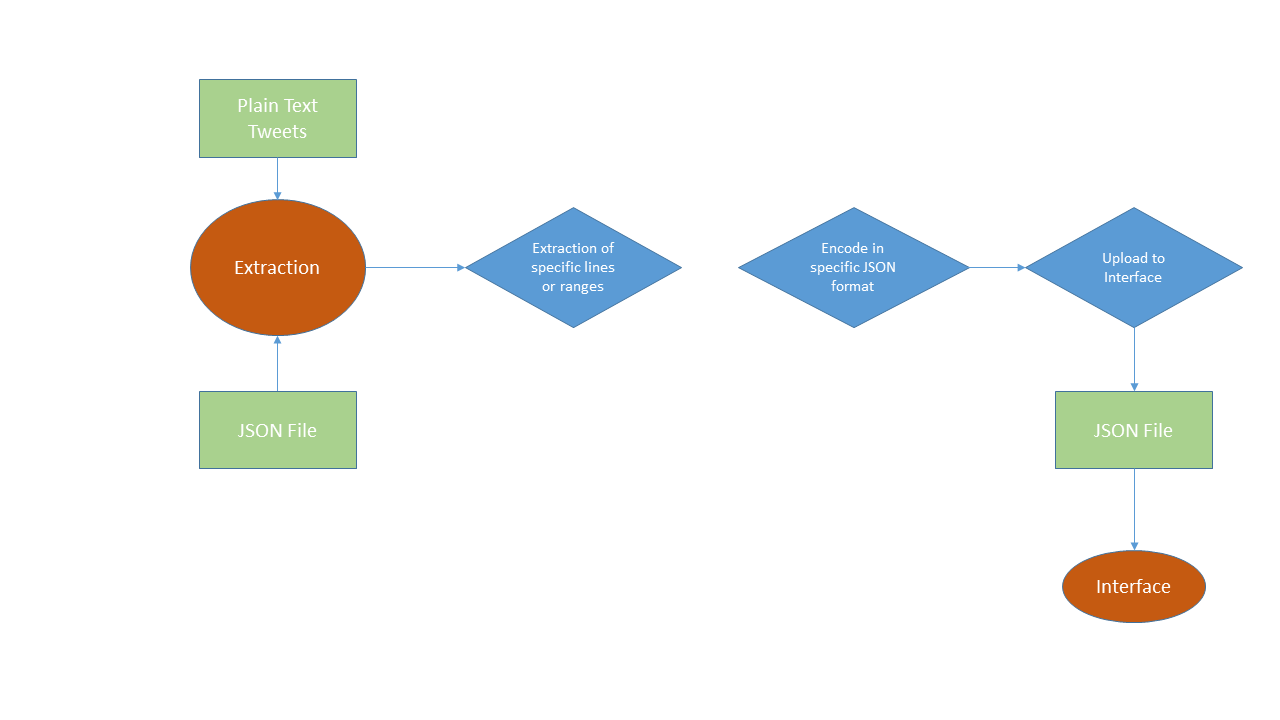 Plain Text
Tweets
Extraction
Extraction of
specific lines
or ranges
Encode in
specific JSON
format
Upload to
Interface
JSON File
JSON File
Interface